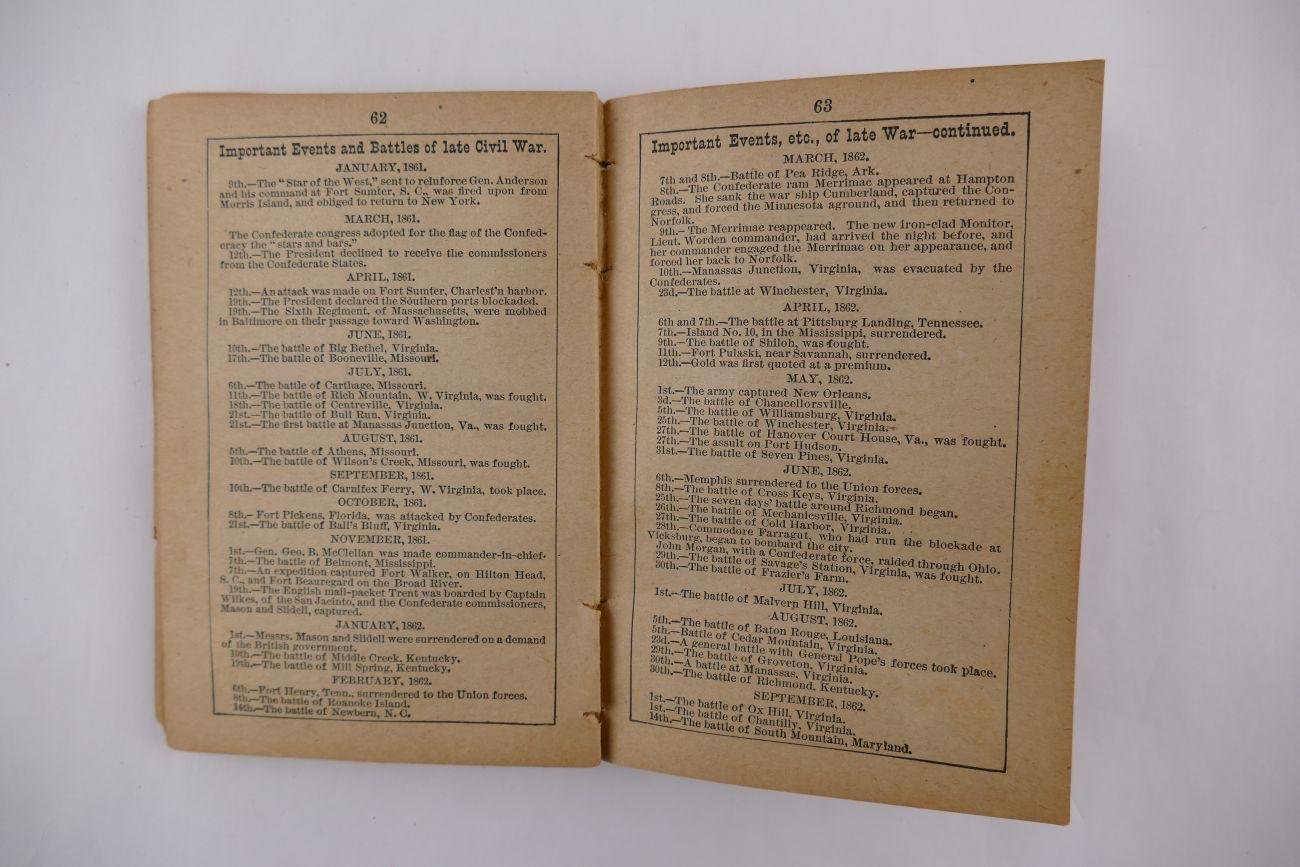 62
Important Events and Battles of late Civil War.
JANUARY, 1861.
9th.—The "Star of the West," sent to reinforce Gen. Anderson
and his command at Fort Sumter, S. C., was fired upon from
Morris Island, and obliged to return to New York.
MARCH, 1861.
The Confederate congress adopted for the flag of the Confed-
eracy the "stars and bars."
12th.—The President declined to receive the commissioners
from the Confederate States.
APRIL, 1861.
12th.—An attack was made on Fort Sumter, Charlest'n harbor.
19th.—The President declared the Southern ports blockaded.
19th.—The Sixth Regiment, of Massachusetts, were mobbed
in Baltimore on their passage toward Washington.
JUNE, 1861.
10th.—The battle of Big Bethel, Virginia.
17th.—The battle of Booneville, Missouri.
JULY, 1861.
6th.—The battle of Carthage, Missouri.
11th.—The battle of Rich Mountain, W. Virginia, was fought.
18th.—The battle of Centreville, Virginia.
21st.—The battle of Bull Run, Virginia.
21st.—The first battle at Manassas Junction, Va., was fought.
AUGUST, 1861.
5th.—The battle of Athens, Missouri.
10th.—The battle of Wilson's Creek, Missouri, was fought.
SEPTEMBER, 1861.
10th.—The battle of Carnifex Ferry, W. Virginia, took place.
OCTOBER, 1861.
8th.—Fort Pickens, Florida, was attacked by Confederates.
21st.—The battle of Ball's Bluff, Virginia.
NOVEMBER, 1861.
1st.—Gen. Geo. B. McClellan was made commander-in-chief.
7th.—The battle of Belmont, Mississippi.
7th.—An expedition captured Fort Walker, on Hilton Head,
S. C., and Fort Beauregard on the Broad River.
19th.—The English mail-packet Trent was boarded by Captain
Wilkes, of the San Jacinto, and the Confederate commissioners,
Mason and Slidell, captured.
JANUARY, 1862.
1st.—Messrs. Mason and Slidell were surrendered on a demand
of the British government.
10th.—The battle of Middle Creek, Kentucky.
19th.—The battle of Mill Spring, Kentucky.
FEBRUARY, 1862.
6th.—Fort Henry, Tenn., surrendered to the Union forces.
8th.—The battle of Roanoke Island.
14th.—The battle of Newbern, N. C.
63
Important Events, etc., of late War—continued.
MARCH, 1862.
7th and 8th.—Battle of Pea Ridge, Ark.
8th.—The Confederate ram Merrimac appeared at Hampton
Roads. She sank the war ship Cumberland, captured the Con-
gress, and forced the Minnesota aground, and then returned to
Norfolk.
9th.—The Merrimac reappeared. The new iron-clad Monitor,
Lieut. Worden commander, had arrived the night before, and
her commander engaged the Merrimac on her appearance, and
forced her back to Norfolk.
10th.—Manassas Junction, Virginia, was evacuated by the
Confederates.
23d.—The battle at Winchester, Virginia.
APRIL, 1862.
6th and 7th.—The battle at Pittsburg Landing, Tennessee.
7th.—Island No. 10, in the Mississippi, surrendered.
9th.—The battle of Shiloh, was fought.
11th.—Fort Pulaski, near Savannah, surrendered.
12th.—Gold was first quoted at a premium.
MAY, 1862.
1st.—The army captured New Orleans.
3d.—The battle of Chancellorsville.
5th.—The battle of Williamsburg, Virginia.
25th.—The battle of Winchester, Virginia.
27th.—The battle of Hanover Court House, Va., was fought.
27th.—The assult on Port Hudson.
31st.—The battle of Seven Pines, Virginia.
JUNE, 1862.
6th.—Memphis surrendered to the Union forces.
8th.—The battle of Cross Keys, Virginia.
25th.—The seven days' battle around Richmond began.
26th.—The battle of Mechanicsville, Virginia.
27th.—The battle of Cold Harbor, Virginia.
28th.—Commodore Farragut, who had run the blockade at
Vicksburg, began to bombard the city.
John Morgan, with a Confederate force, raided through Ohio.
29th.—The battle of Savage's Station, Virginia, was fought.
30th.—The battle of Frazier's Farm.
JULY, 1862.
1st.—The battle of Malvern Hill, Virginia.
AUGUST, 1862.
5th.—The battle of Baton Rouge, Louisiana.
5th.—Battle of Cedar Mountain, Virginia.
23d.—A general battle with General Pope's forces took place.
29th.—The battle of Groveton, Virginia.
30th.—A battle at Manassas, Virginia.
30th.—The battle of Richmond, Kentucky.
SEPTEMBER, 1862.
1st.—The battle of Ox Hill, Virginia.
1st.—The battle of Chantilly, Virginia.
14th.—The battle of South Mountain, Maryland.